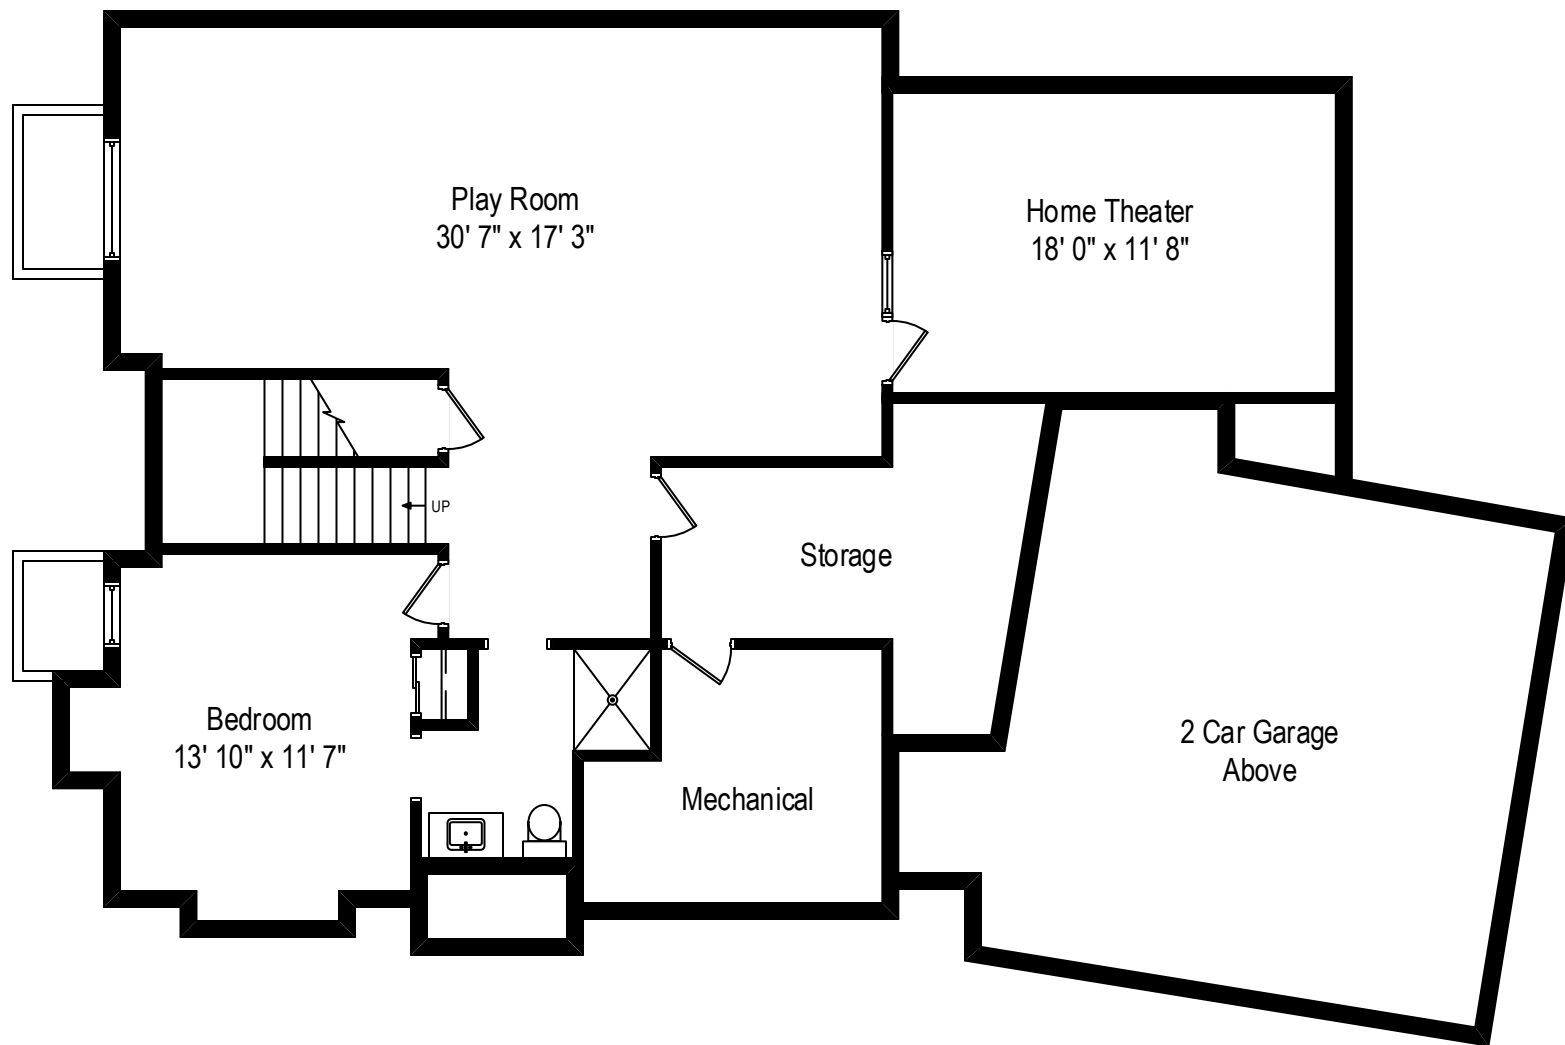 Play Room
30' 7" x 17' 3"
Home Theater
18' 0" x 11' 8"
UP
Storage
Bedroom
13' 10" x 11' 7"
2 Car Garage
Above
Mechanical